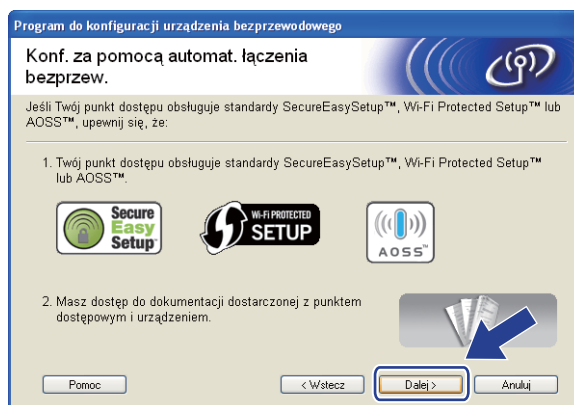 Program do konfiguracji urządzenia bezprzewodowego
Konf. za pomocą automat. łączenia
bezprzew.
Jeśli Twój punkt dostępu obsługuje standardy SecureEasySetup™, Wi-Fi Protected Setup™ lub
AOSS™, upewnij się, że:
1. Twój punkt dostępu obsługuje standardy SecureEasySetup™, Wi-Fi Protected Setup™
lub AOSS™.
Secure
Easy
Setup™
WI-FI PROTECTED
SETUP
AOSS™
2. Masz dostęp do dokumentacji dostarczonej z punktem
dostępowym i urządzeniem.
Pomoc
< Wstecz
Dalej >
Anuluj